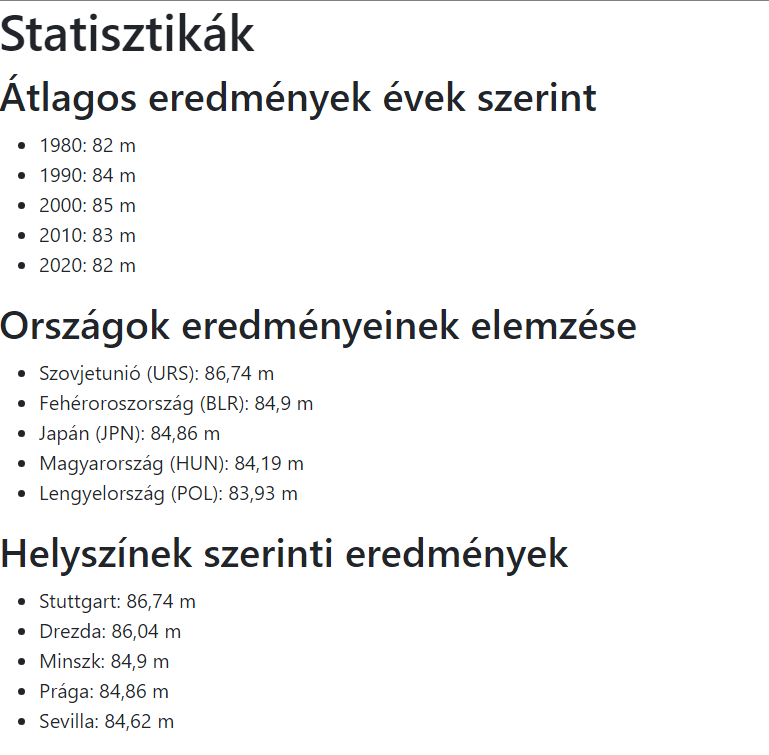 Statisztikák
Átlagos eredmények évek szerint
1980: 82 m
1990: 84 m
2000: 85 m
2010: 83 m
2020: 82 m
Országok eredményeinek elemzése
Szovjetunió (URS): 86,74 m
Fehéroroszország (BLR): 84,9 m
Japán (JPN): 84,86 m
Magyarország (HUN): 84,19 m
Lengyelország (POL): 83,93 m
Helyszínek szerinti eredmények
Stuttgart: 86,74 m
Drezda: 86,04 m
Minszk: 84,9 m
Prága: 84,86 m
Sevilla: 84,62 m